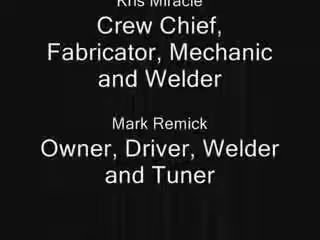 Kris Miracle
Crew Chief,
Fabricator, Mechanic
and Welder
Mark Remick
Owner, Driver, Welder
and Tuner